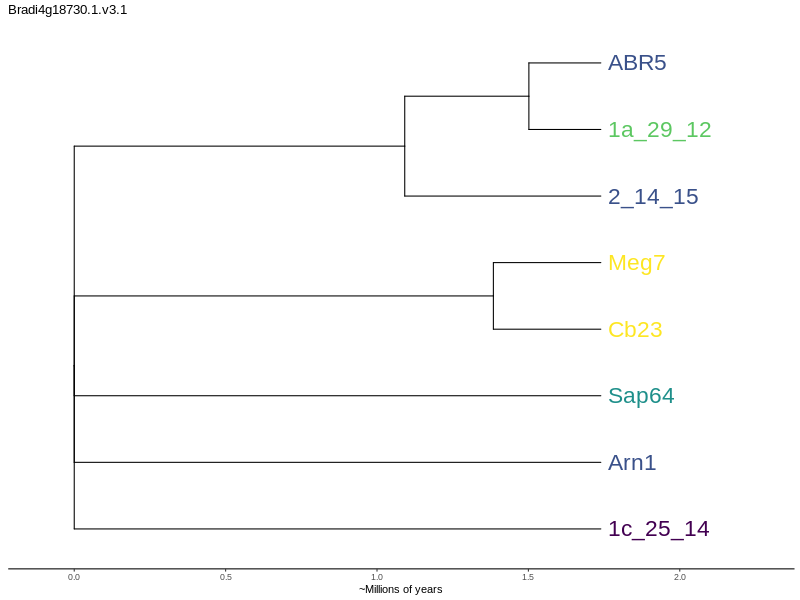 Bradi4g18730.1.v3.1
ABR5
1a_29_12
2_14_15
Meg7
Cb23
Sap64
Arn1
1c_25_14
0.0 0.5 1.0 1.5 2.0
~Millions of years